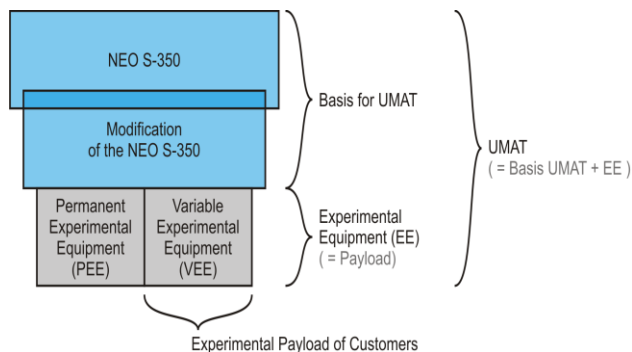 NEO S-350
Modification
of the NEO S-350
Permanent
Experimental
Equipment
(PEE)
Variable
Experimental
Equipment
(VEE)
Basis for UMAT
Experimental
Equipment (EE)
( = Payload)
UMAT
( = Basis UMAT + EE )
Experimental Payload of Customers